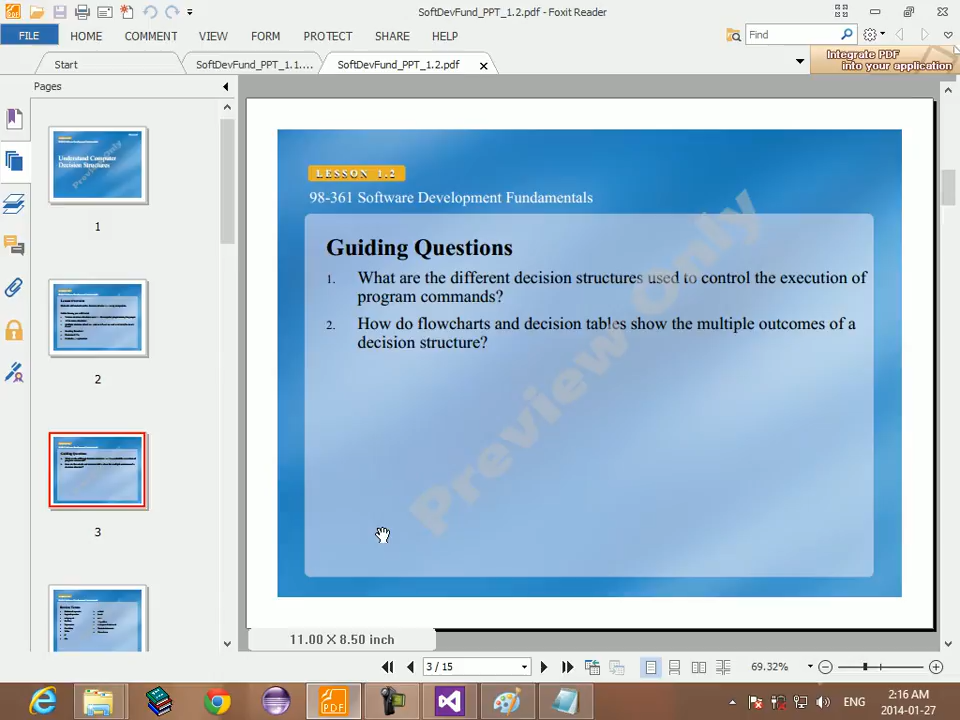 SoftDevFund_PPT_1.2.pdf - Foxit Reader
FILE HOME COMMENT VIEW FORM PROTECT SHARE HELP
Find
Integrate PDF
into your application
Start
SoftDevFund_PPT_1.1....
SoftDevFund_PPT_1.2.pdf
Pages
Understand Computer
Decision Structures
1
2
3
LESSON 1.2
98-361 Software Development Fundamentals
Guiding Questions
1. What are the different decision structures used to control the execution of
program commands?
2. How do flowcharts and decision tables show the multiple outcomes of a
decision structure?
Preview Only
11.00 X 8.50 inch
3 / 15
69.32%
ENG
2:16 AM
2014-01-27